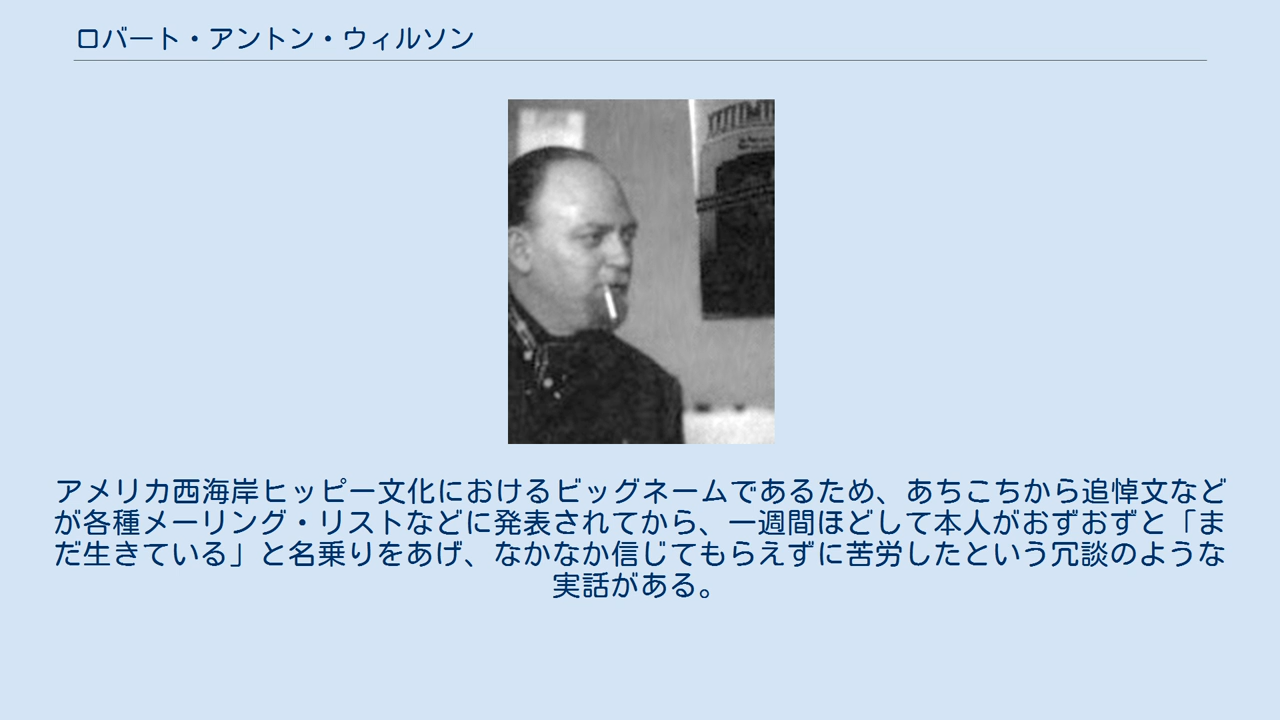 ロバート・アントン・ウィルソン
アメリカ西海岸ヒッピー文化におけるビッグネームであるため、あちこちから追悼文など
が各種メーリング・リストなどに発表されてから、一週間ほどして本人がおずおずと「ま
だ生きている」と名乗りをあげ、なかなか信じてもらえずに苦労したという冗談のような
実話がある。